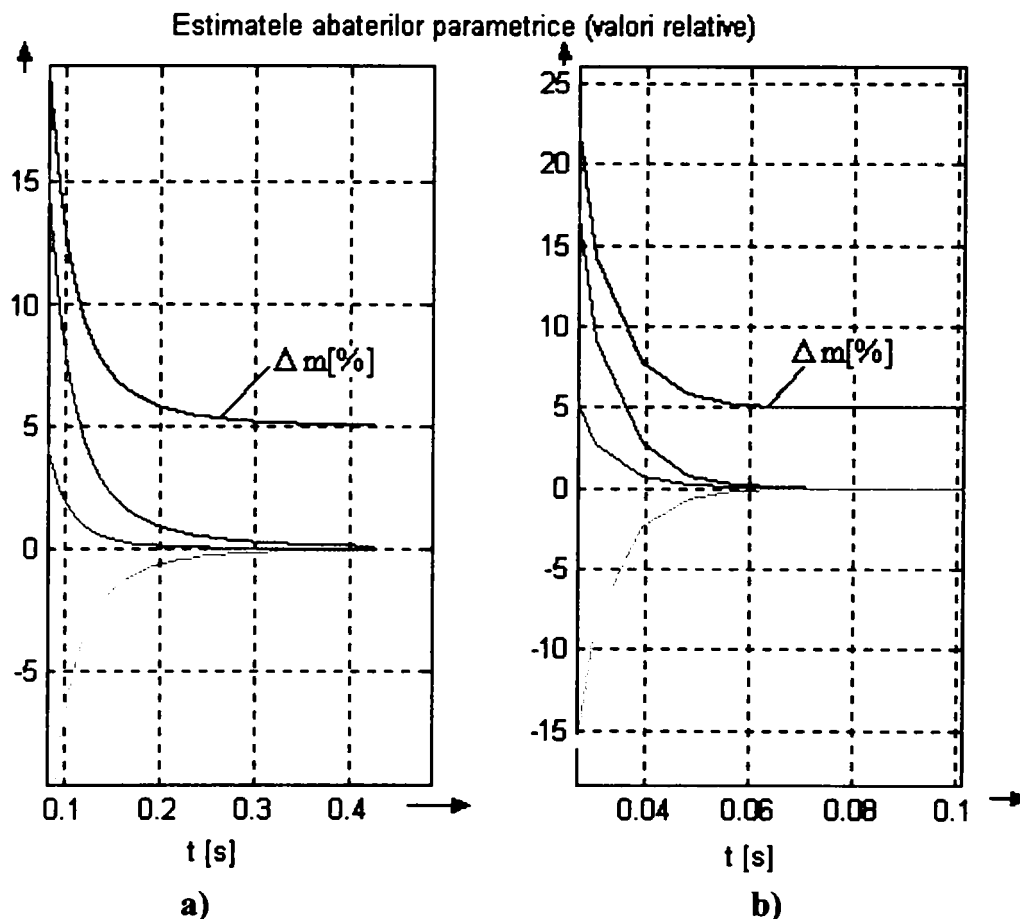 Estimatele abaterilor parametrice (valori relative)
15
10
5
0
-5
Δ m[%]
0.1 0.2 0.3 0.4
t [s]
a)
25
20
15
10
5
0
-5
-10
-15
Δ m[%]
0.04 0.06 0.08 0.1
t [s]
b)